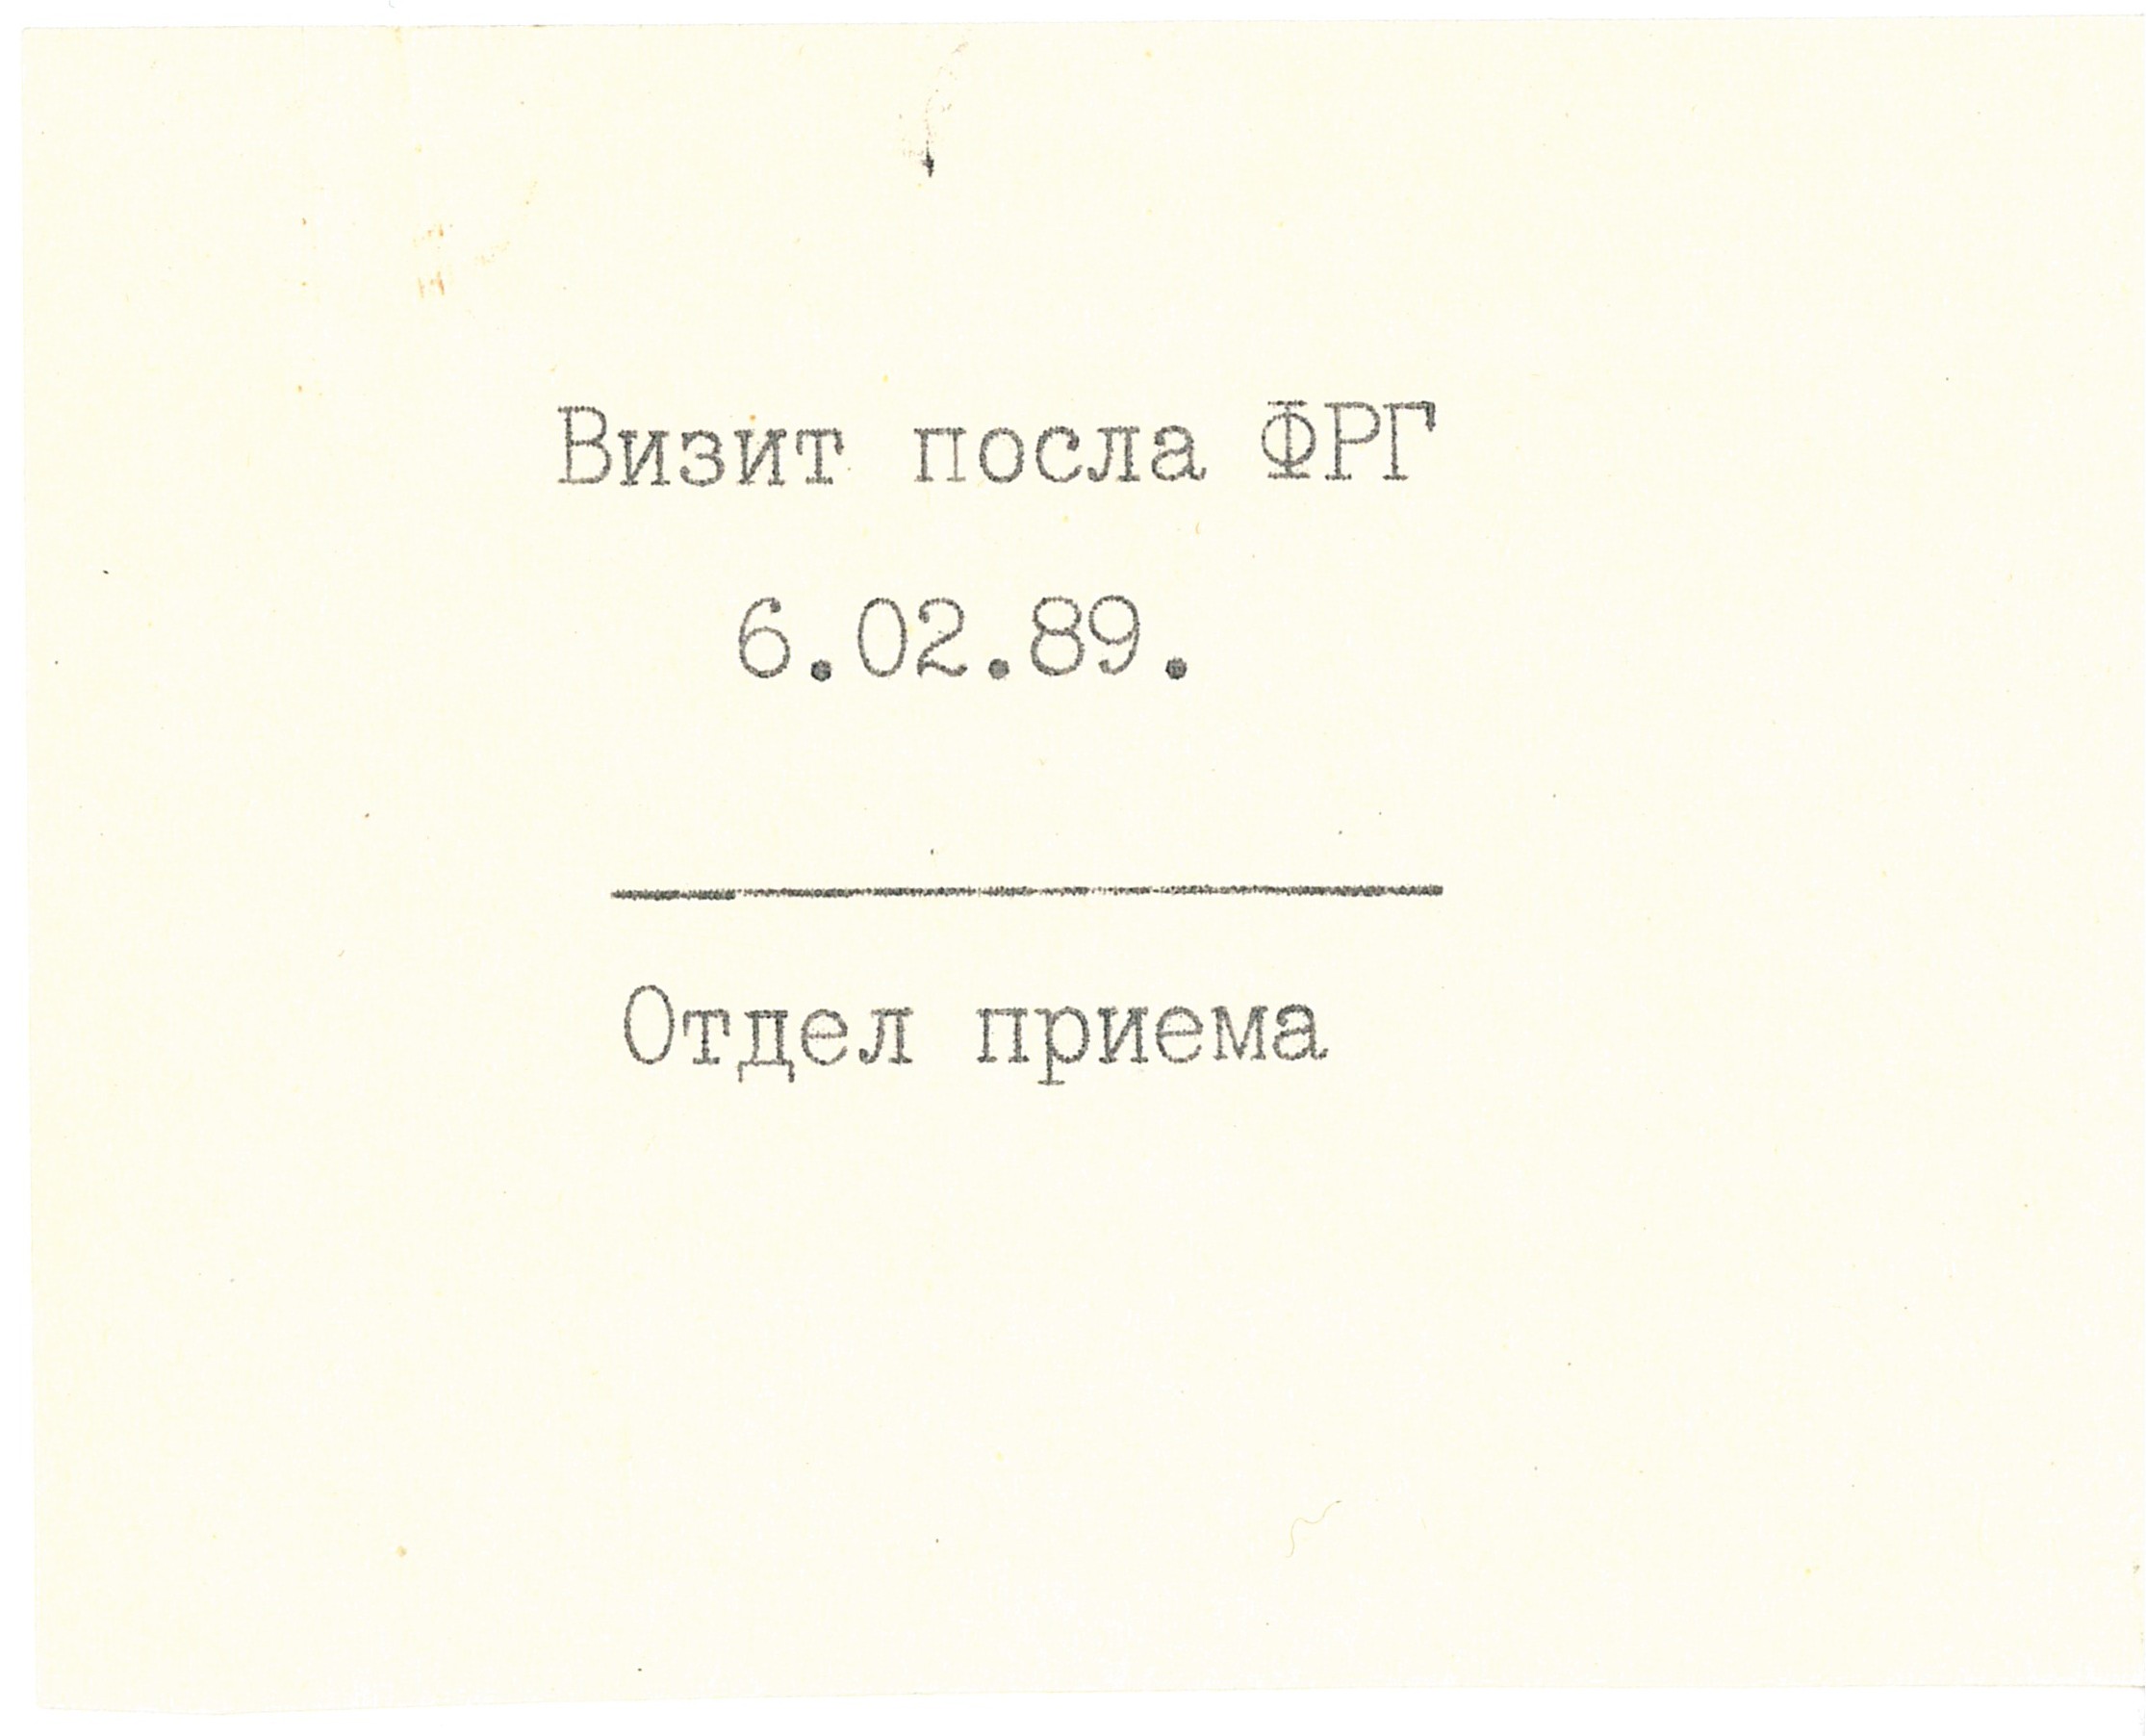 Визит посла ФРГ
6.02.89.
Отдел приема